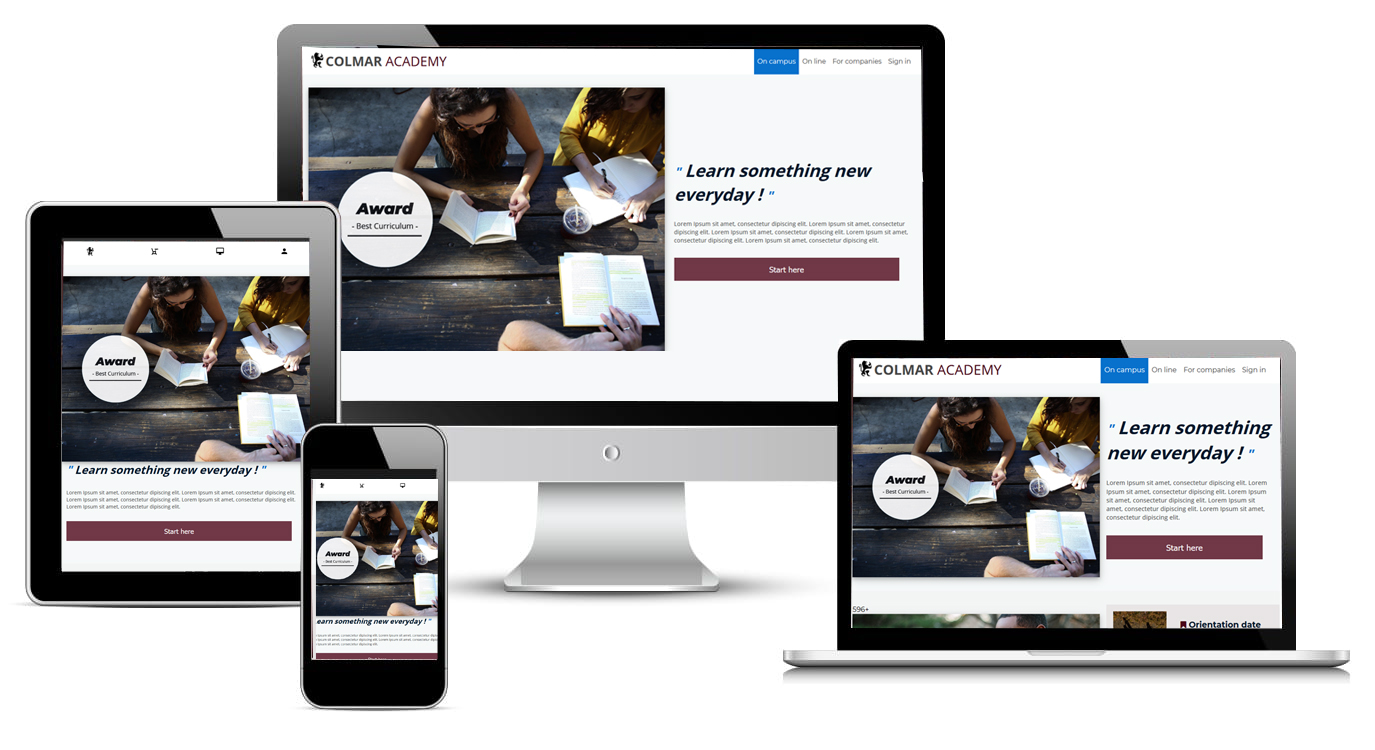 COLMAR ACADEMY
On campus On line For companies Sign in
Award
- Best Curriculum -
" Learn something new
everyday ! "
Lorem Ipsum sit amet, consectetur dipiscing elit. Lorem Ipsum sit amet, consectetur
dipiscing elit. Lorem Ipsum sit amet, consectetur dipiscing elit. Lorem Ipsum sit amet,
consectetur dipiscing elit. Lorem Ipsum sit amet, consectetur dipiscing elit.
Start here
Award
- Best Curriculum -
" Learn something new everyday ! "
Lorem Ipsum sit amet, consectetur dipiscing elit. Lorem Ipsum sit amet, consectetur dipiscing elit.
Lorem Ipsum sit amet, consectetur dipiscing elit. Lorem Ipsum sit amet, consectetur dipiscing elit.
Lorem Ipsum sit amet, consectetur dipiscing elit.
Start here
Award
- Best Curriculum -
earn something new everyday ! "
COLMAR ACADEMY
On campus On line For companies Sign in
Award
- Best Curriculum -
" Learn something
new everyday ! "
Lorem Ipsum sit amet, consectetur dipiscing elit. Lorem
Ipsum sit amet, consectetur dipiscing elit. Lorem Ipsum sit
amet, consectetur dipiscing elit. Lorem Ipsum sit amet,
consectetur dipiscing elit. Lorem Ipsum sit amet,
consectetur dipiscing elit.
Start here
596+
Orientation date